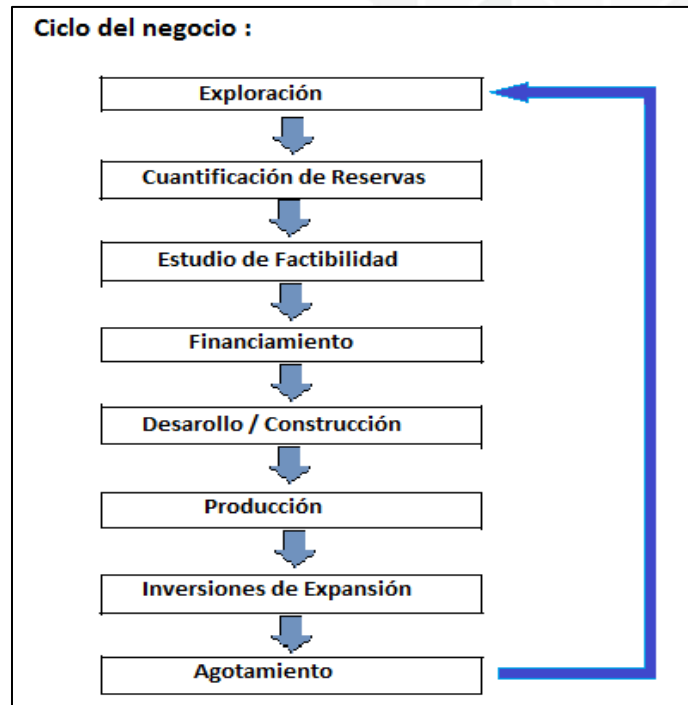 Ciclo del negocio :
Exploración
Cuantificación de Reservas
Estudio de Factibilidad
Financiamiento
Desarollo / Construcción
Producción
Inversiones de Expansión
Agotamiento